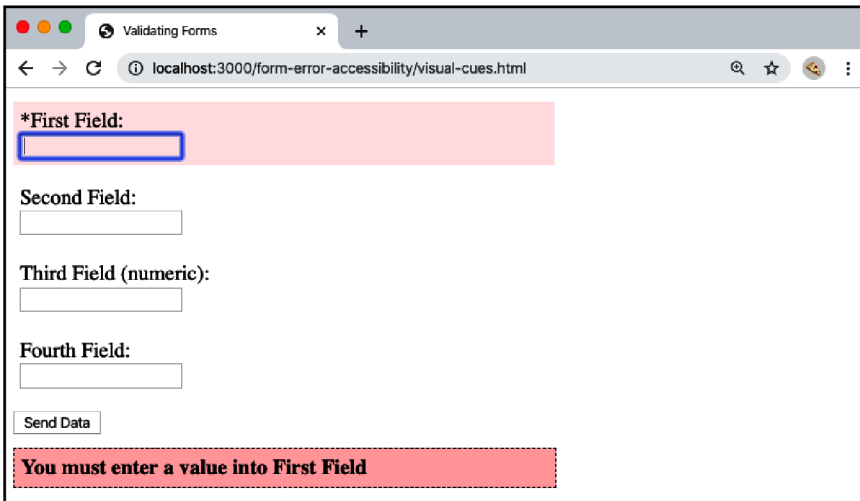 Validating Forms
localhost:3000/form-error-accessibility/visual-cues.html
*First Field:
Second Field:
Third Field (numeric):
Fourth Field:
Send Data
You must enter a value into First Field